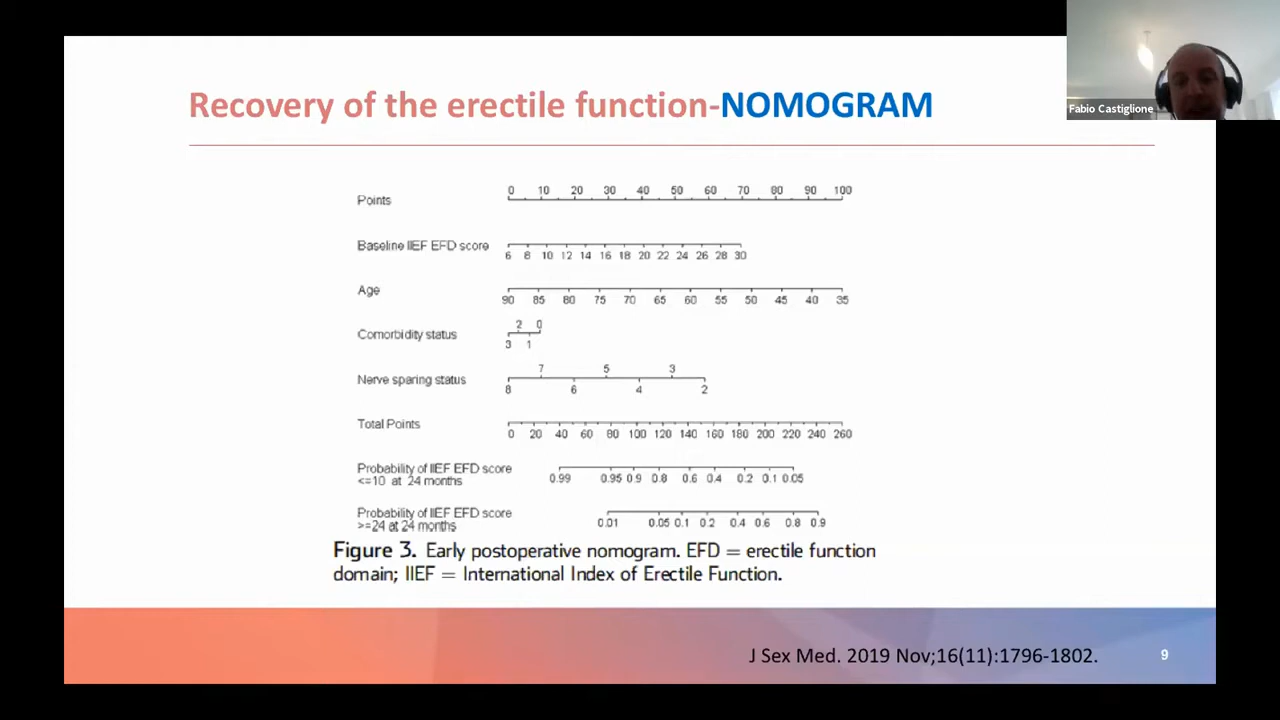 Recovery of the erectile function-NOMOGRAM
Fabio Castiglione
Points
0 10 20 30 40 50 60 70 80 90 100
Baseline IIEF EFD score
6 8 10 12 14 16 18 20 22 24 26 28 30
Age
90 85 80 75 70 65 60 55 50 45 40 35
Comorbidity status
2 0
3 1
Nerve sparing status
7 5 3
8 6 4 2
Total Points
0 20 40 60 80 100 120 140 160 180 200 220 240 260
Probability of IIEF EFD score
<=10 at 24 months
0.99 0.95 0.9 0.8 0.6 0.4 0.2 0.1 0.05
Probability of IIEF EFD score
>=24 at 24 months
0.01 0.05 0.1 0.2 0.4 0.6 0.8 0.9
Figure 3. Early postoperative nomogram. EFD = erectile function
domain; IIEF = International Index of Erectile Function.
J Sex Med. 2019 Nov;16(11):1796-1802.
9